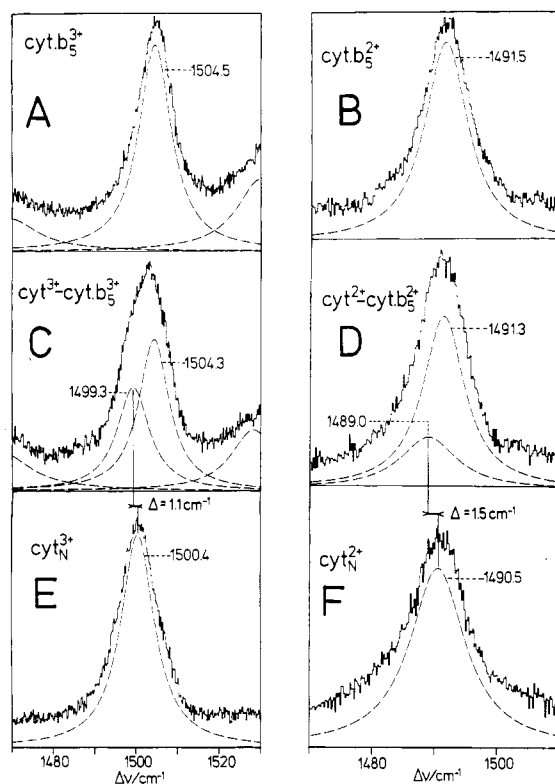 cyt.b₅³⁺
1504.5
A
cyt.b₅²⁺
1491.5
B
cyt³⁺-cyt.b₅³⁺
C
1504.3
1499.3
cyt²⁺-cyt.b₅²⁺
D
1491.3
1489.0
Δ = 1.1 cm⁻¹
cyt_N³⁺
1500.4
E
Δ = 1.5 cm⁻¹
cyt_N²⁺
1490.5
F
1480 1500 1520
Δν/cm⁻¹
1480 1500
Δν/cm⁻¹